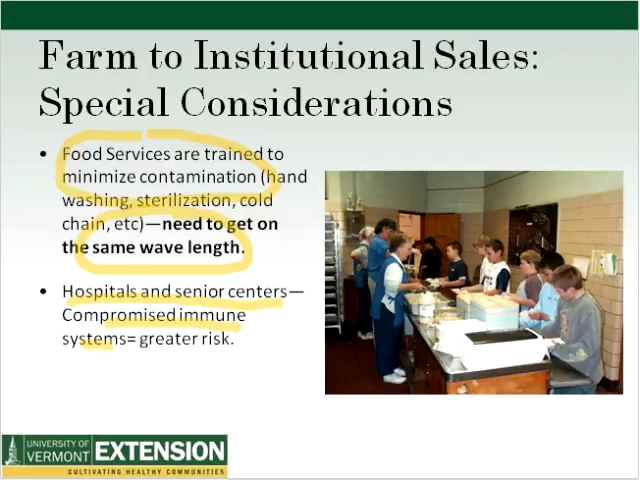 Farm to Institutional Sales:
Special Considerations
• Food Services are trained to
minimize contamination (hand
washing, sterilization, cold
chain, etc)—need to get on
the same wave length.
• Hospitals and senior centers—
Compromised immune
systems= greater risk.
UNIVERSITY OF
VERMONT
EXTENSION
CULTIVATING HEALTHY COMMUNITIES